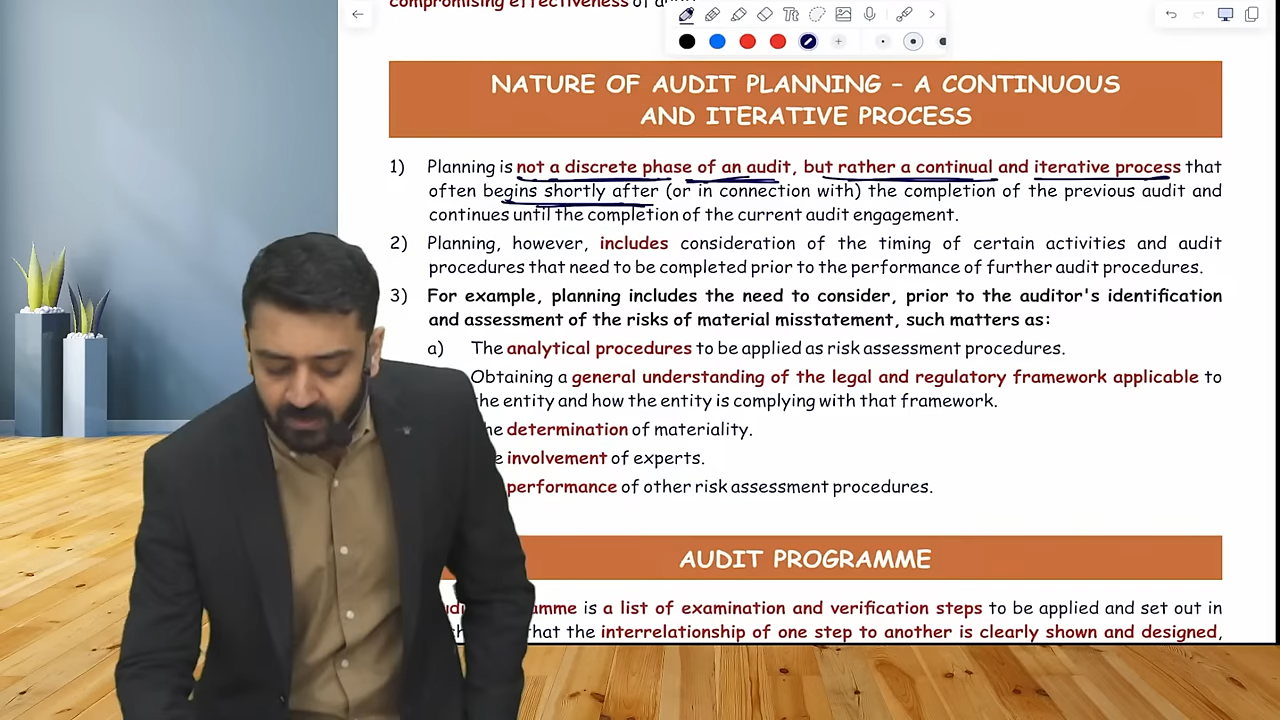 compromising effectiveness of
NATURE OF AUDIT PLANNING – A CONTINUOUS
AND ITERATIVE PROCESS
1) Planning is not a discrete phase of an audit, but rather a continual and iterative process that
often begins shortly after (or in connection with) the completion of the previous audit and
continues until the completion of the current audit engagement.
2) Planning, however, includes consideration of the timing of certain activities and audit
procedures that need to be completed prior to the performance of further audit procedures.
3) For example, planning includes the need to consider, prior to the auditor's identification
and assessment of the risks of material misstatement, such matters as:
a) The analytical procedures to be applied as risk assessment procedures.
Obtaining a general understanding of the legal and regulatory framework applicable to
the entity and how the entity is complying with that framework.
determination of materiality.
involvement of experts.
performance of other risk assessment procedures.
AUDIT PROGRAMME
is a list of examination and verification steps to be applied and set out in
that the interrelationship of one step to another is clearly shown and designed,